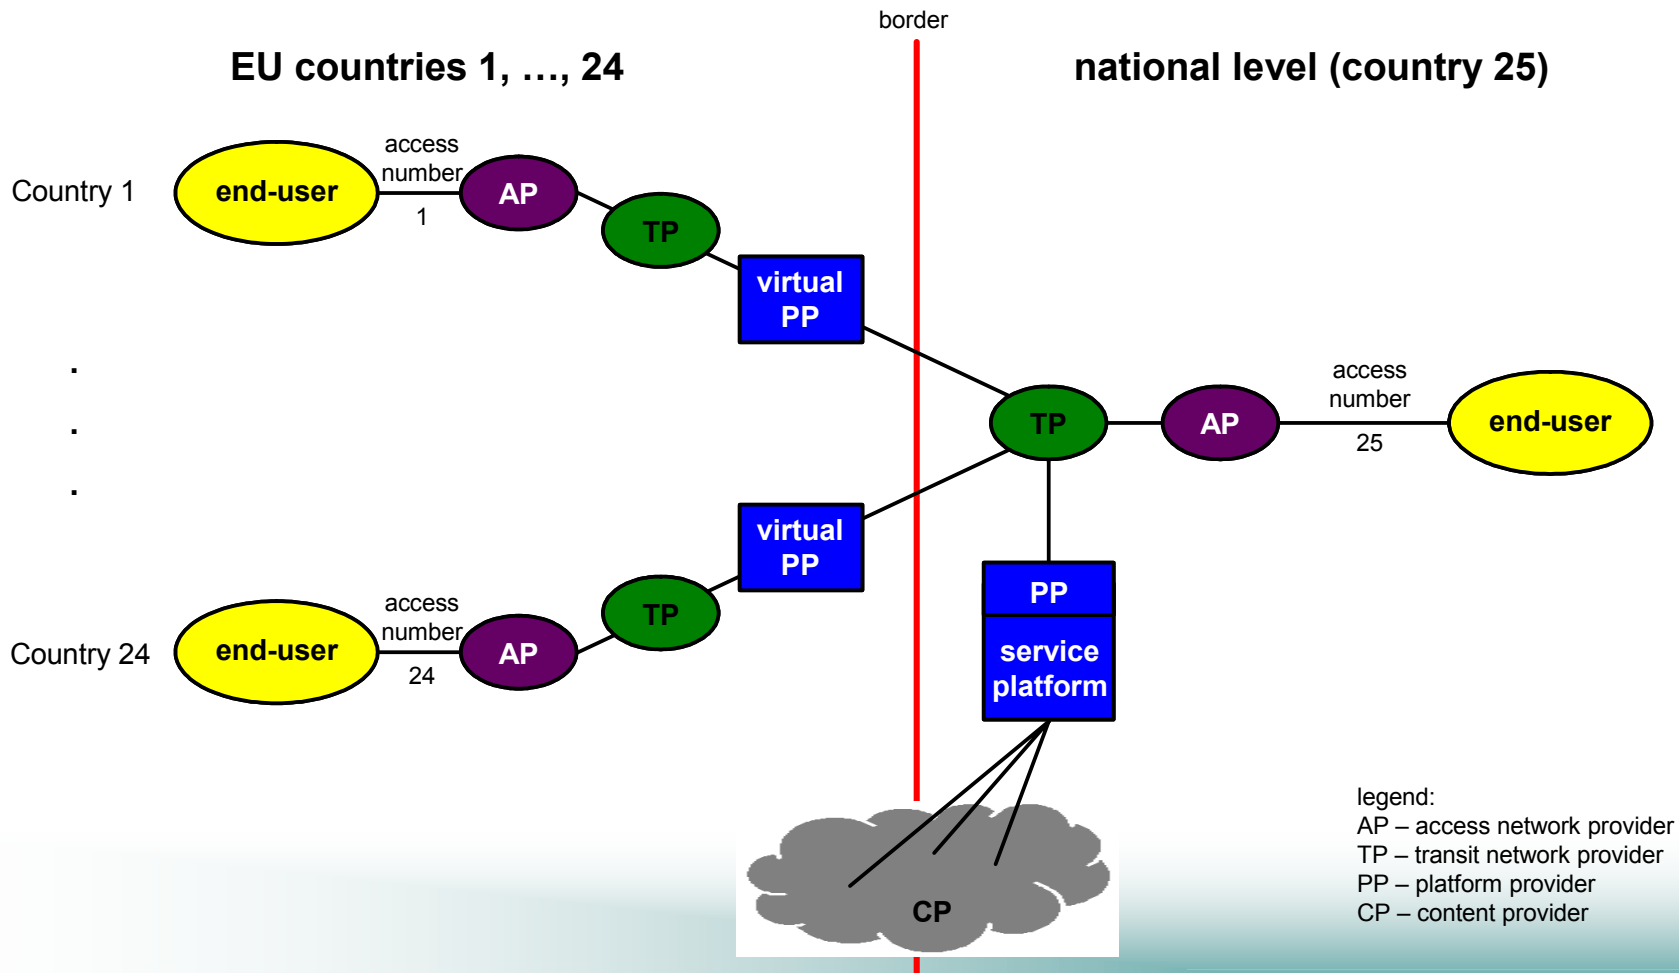 border
EU countries 1, …, 24
national level (country 25)
Country 1
end-user
access
number
1
AP
TP
virtual
PP
.
.
.
TP
AP
access
number
25
end-user
virtual
PP
Country 24
end-user
access
number
24
AP
TP
PP
service
platform
CP
legend:
AP – access network provider
TP – transit network provider
PP – platform provider
CP – content provider